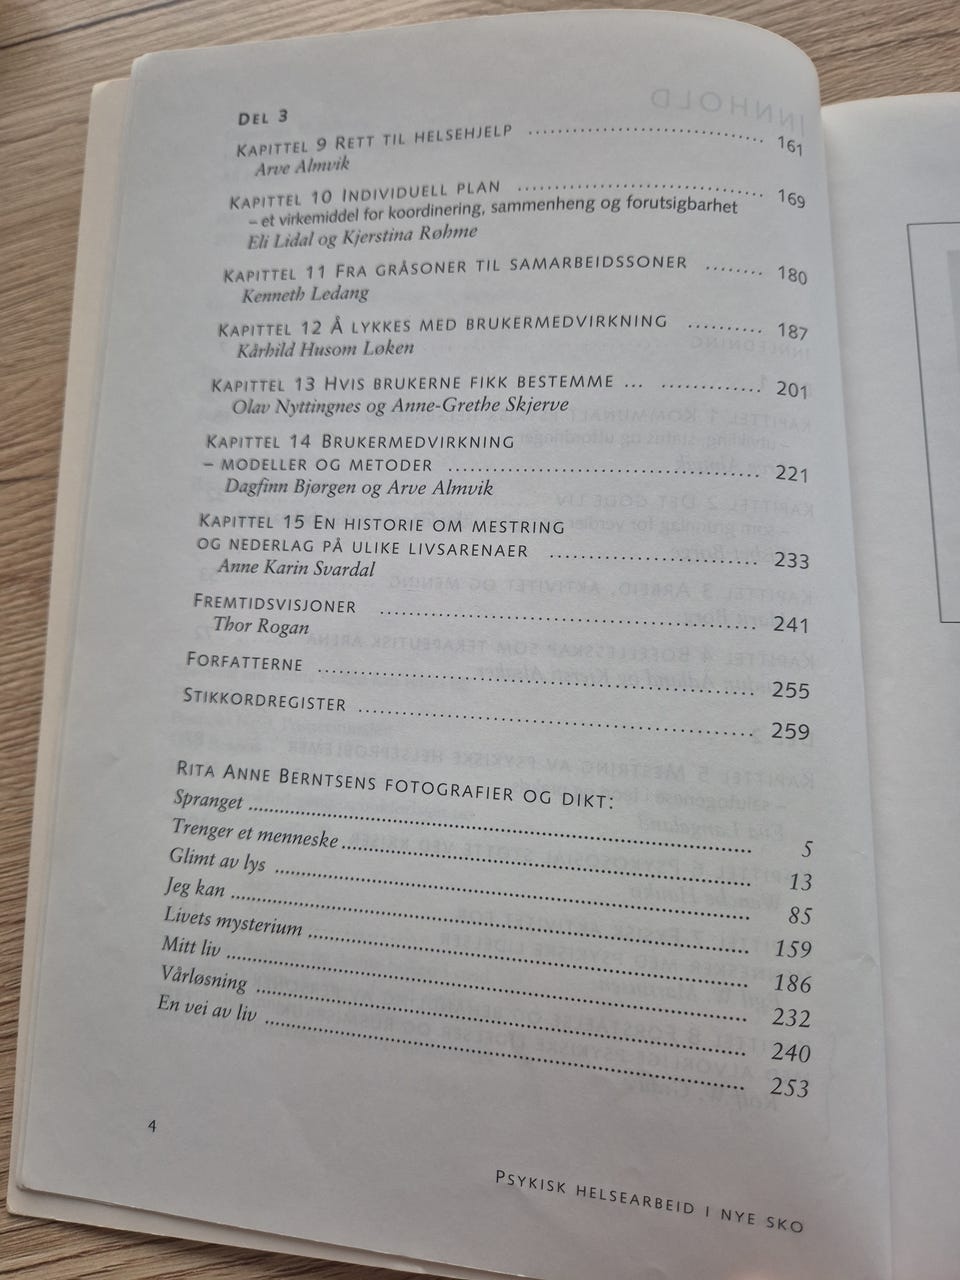 DEL 3
KAPITTEL 9 RETT TIL HELSEHJELP ........................................ 161
Arve Almvik
KAPITTEL 10 INDIVIDUELL PLAN ........................................ 169
– et virkemiddel for koordinering, sammenheng og forutsigbarhet
Eli Lidal og Kjerstina Røhme
KAPITTEL 11 FRA GRÅSONER TIL SAMARBEIDSSONER ........ 180
Kenneth Ledang
KAPITTEL 12 Å LYKKES MED BRUKERMEDVIRKNING .......... 187
Kårhild Husom Løken
KAPITTEL 13 HVIS BRUKERNE FIKK BESTEMME ... ............. 201
Olav Nyttingnes og Anne-Grethe Skjerve
KAPITTEL 14 BRUKERMEDVIRKNING
– MODELLER OG METODER ........................................ 221
Dagfinn Bjørgen og Arve Almvik
KAPITTEL 15 EN HISTORIE OM MESTRING
OG NEDERLAG PÅ ULIKE LIVSARENAER ........................... 233
Anne Karin Svardal
FREMTIDSVISJONER ................................................ 241
Thor Rogan
FORFATTERNE ........................................................ 255
STIKKORDREGISTER .................................................. 259
RITA ANNE BERNTSENS FOTOGRAFIER OG DIKT:
Spranget ........................................ 5
Trenger et menneske ........................................ 13
Glimt av lys ........................................ 85
Jeg kan ........................................ 159
Livets mysterium ........................................ 186
Mitt liv ........................................ 232
Vårløsning ........................................ 240
En vei av liv ........................................ 253
4
PSYKISK HELSEARBEID I NYE SKO